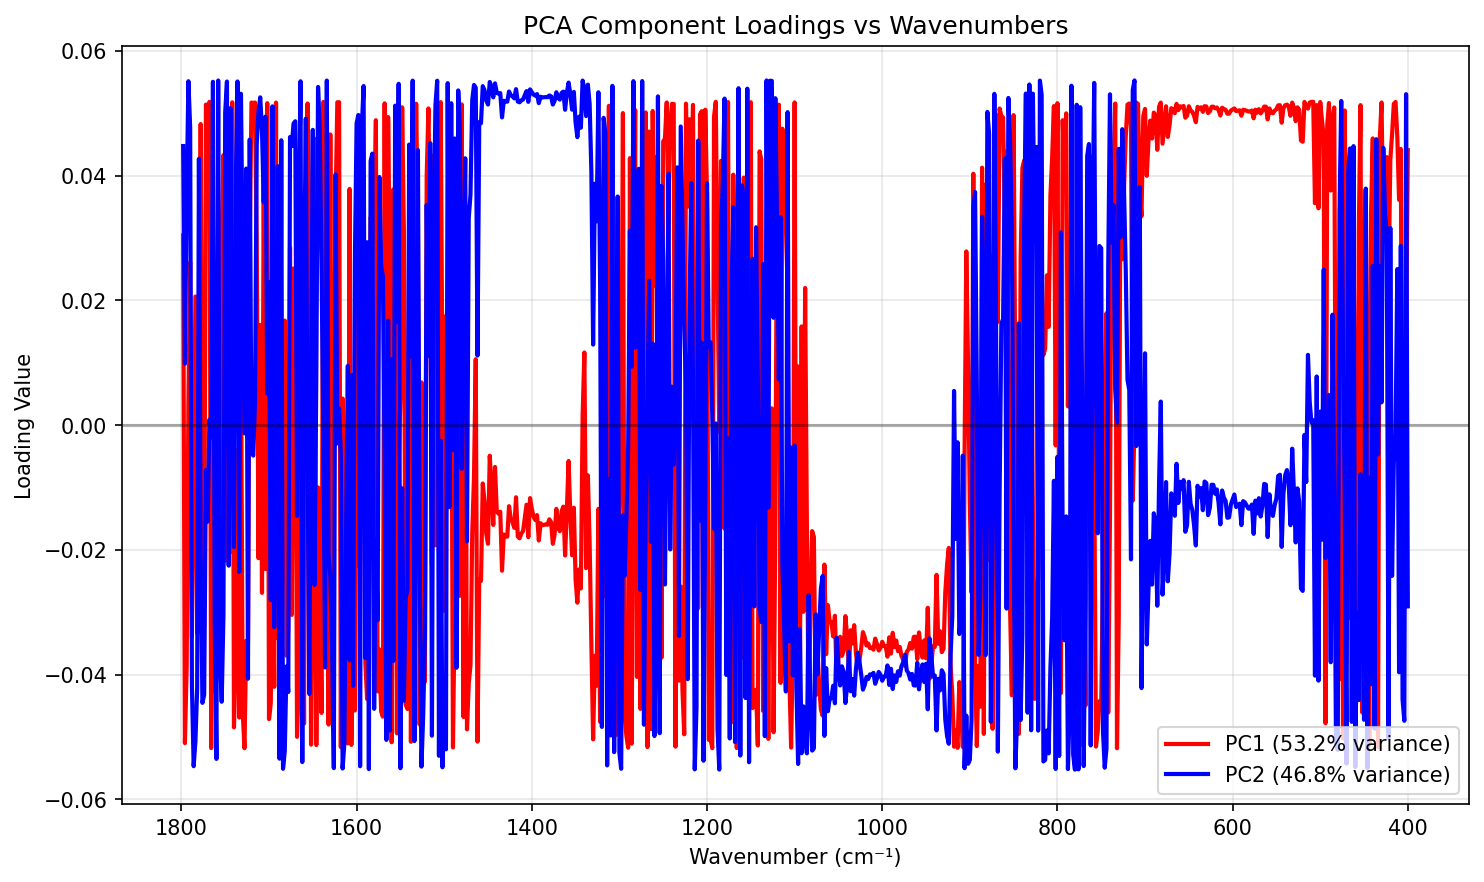 PCA Component Loadings vs Wavenumbers
0.06
0.04
0.02
0.00
−0.02
−0.04
−0.06
Loading Value
PC1 (53.2% variance)
PC2 (46.8% variance)
1800 1600 1400 1200 1000 800 600 400
Wavenumber (cm⁻¹)